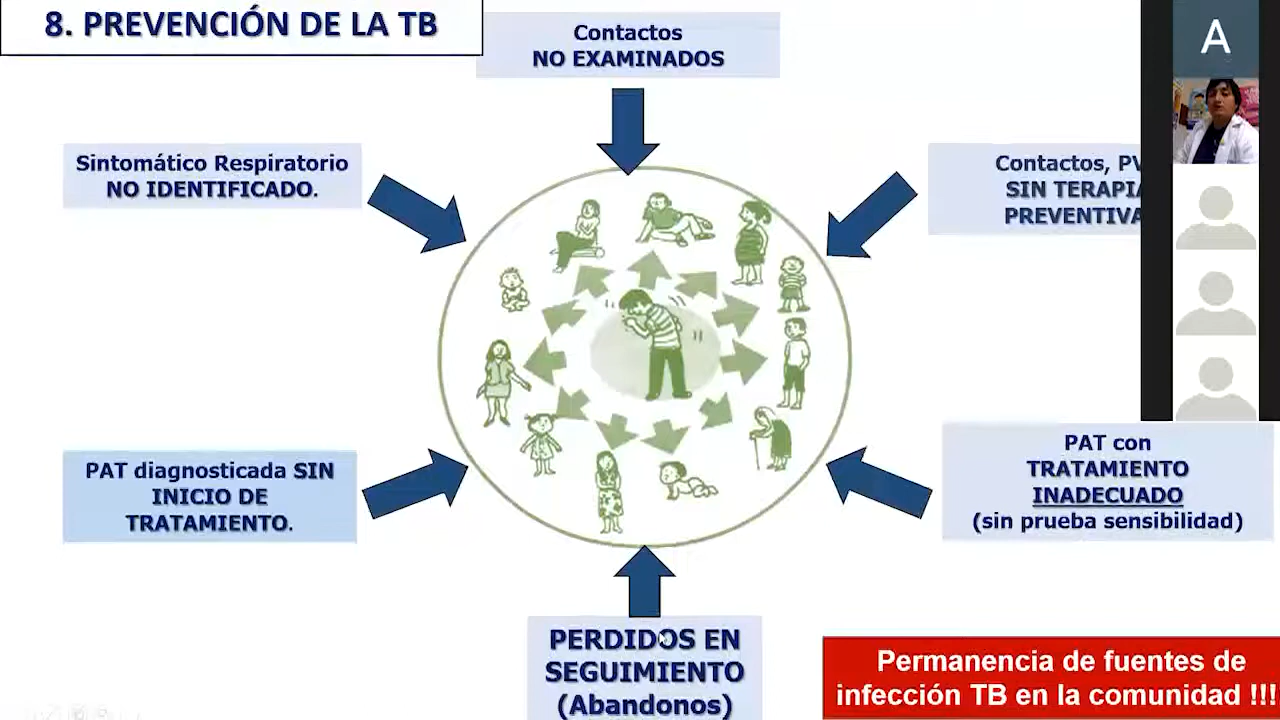 8. PREVENCIÓN DE LA TB
Contactos
NO EXAMINADOS
A
Sintomático Respiratorio
NO IDENTIFICADO.
Contactos,
SIN TERAPIA
PREVENTIVA
PAT diagnosticada SIN
INICIO DE
TRATAMIENTO.
PAT con
TRATAMIENTO
INADECUADO
(sin prueba sensibilidad)
PERDIDOS EN
SEGUIMIENTO
(Abandonos)
Permanencia de fuentes de
infección TB en la comunidad !!!